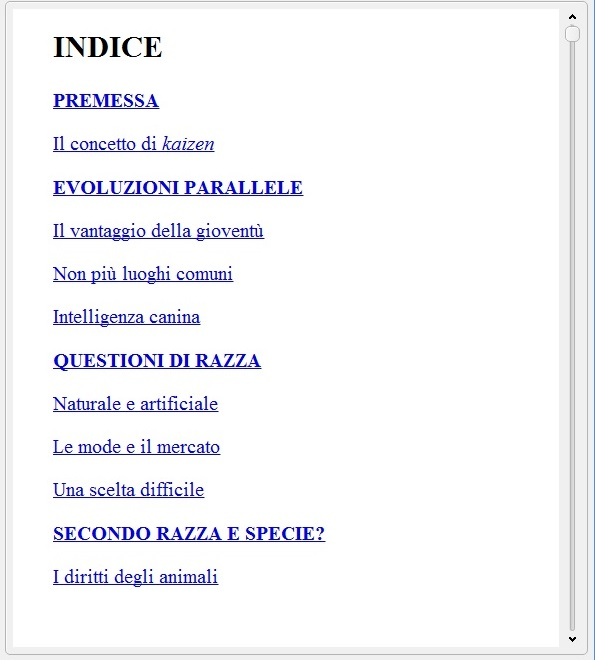 INDICE
PREMESSA
Il concetto di kaizen
EVOLUZIONI PARALLELE
Il vantaggio della gioventù
Non più luoghi comuni
Intelligenza canina
QUESTIONI DI RAZZA
Naturale e artificiale
Le mode e il mercato
Una scelta difficile
SECONDO RAZZA E SPECIE?
I diritti degli animali